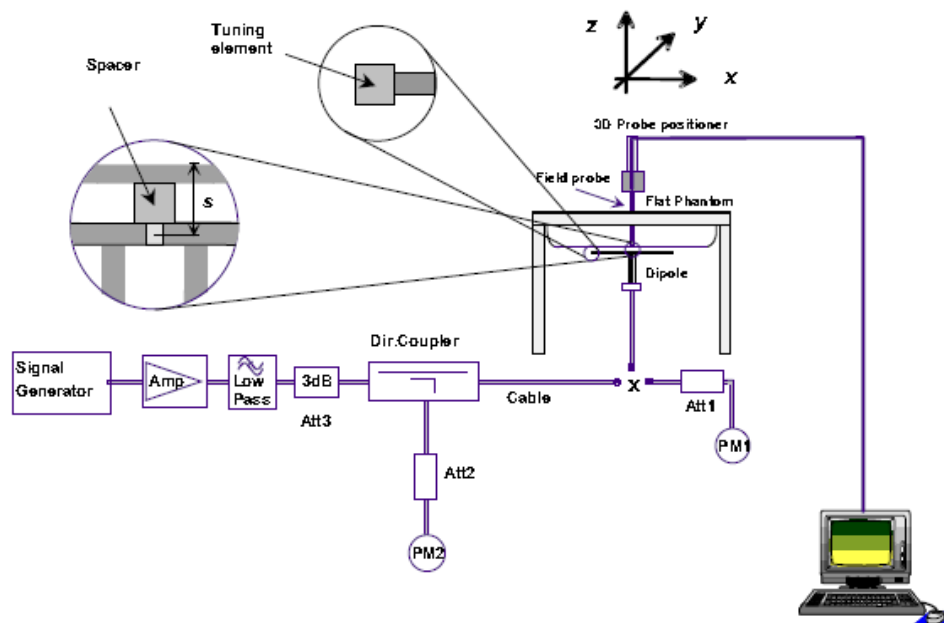 Tuning
element
Spacer
s
z
y
x
3D Probe positioner
Field probe
Flat Phantom
Dipole
Dir.Coupler
Signal
Generator
Amp
Low
Pass
3dB
Att3
Cable
x
Att1
PM1
Att2
PM2